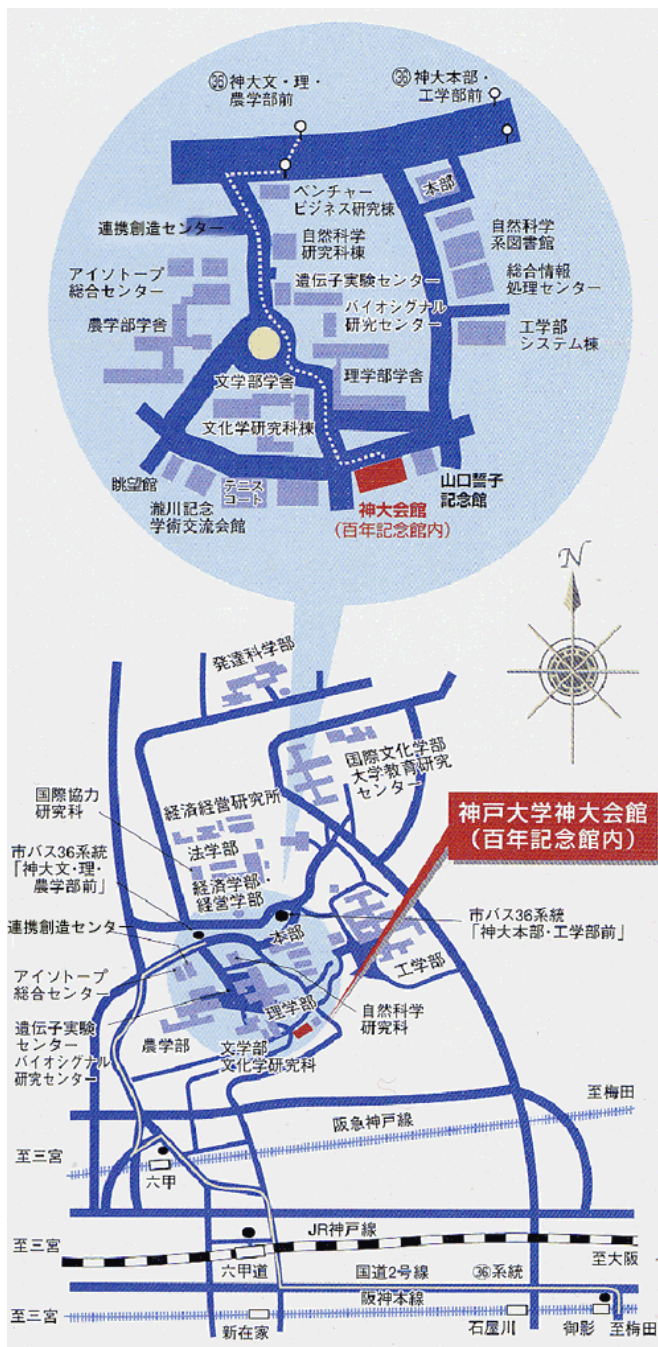 ㊱神大文・理・
農学部前
㊱神大本部・
工学部前
本部
ベンチャー
ビジネス研究棟
連携創造センター
自然科学
研究科棟
自然科学
系図書館
アイソトープ
総合センター
遺伝子実験センター
総合情報
処理センター
バイオシグナル
研究センター
農学部学舎
工学部
システム棟
文学部学舎
理学部学舎
文化学研究科棟
眺望館
瀧川記念
学術交流会館
テニス
コート
神大会館
(百年記念館内)
山口誓子
記念館
N
発達科学部
国際文化学部
大学教育研究
センター
国際協力
研究科
経済経営研究所
法学部
経済学部・
経営学部
神戸大学神大会館
(百年記念館内)
市バス36系統
「神大文・理・
農学部前」
市バス36系統
「神大本部・工学部前」
連携創造センター
本部
工学部
アイソトープ
総合センター
理学部
自然科学
研究科
遺伝子実験
センター
バイオシグナル
研究センター
農学部
文学部
文化学研究科
至梅田
阪急神戸線
至三宮
六甲
JR神戸線
至三宮
六甲道
至大阪
国道2号線
㊱系統
阪神本線
至三宮
新在家
石屋川
御影
至梅田